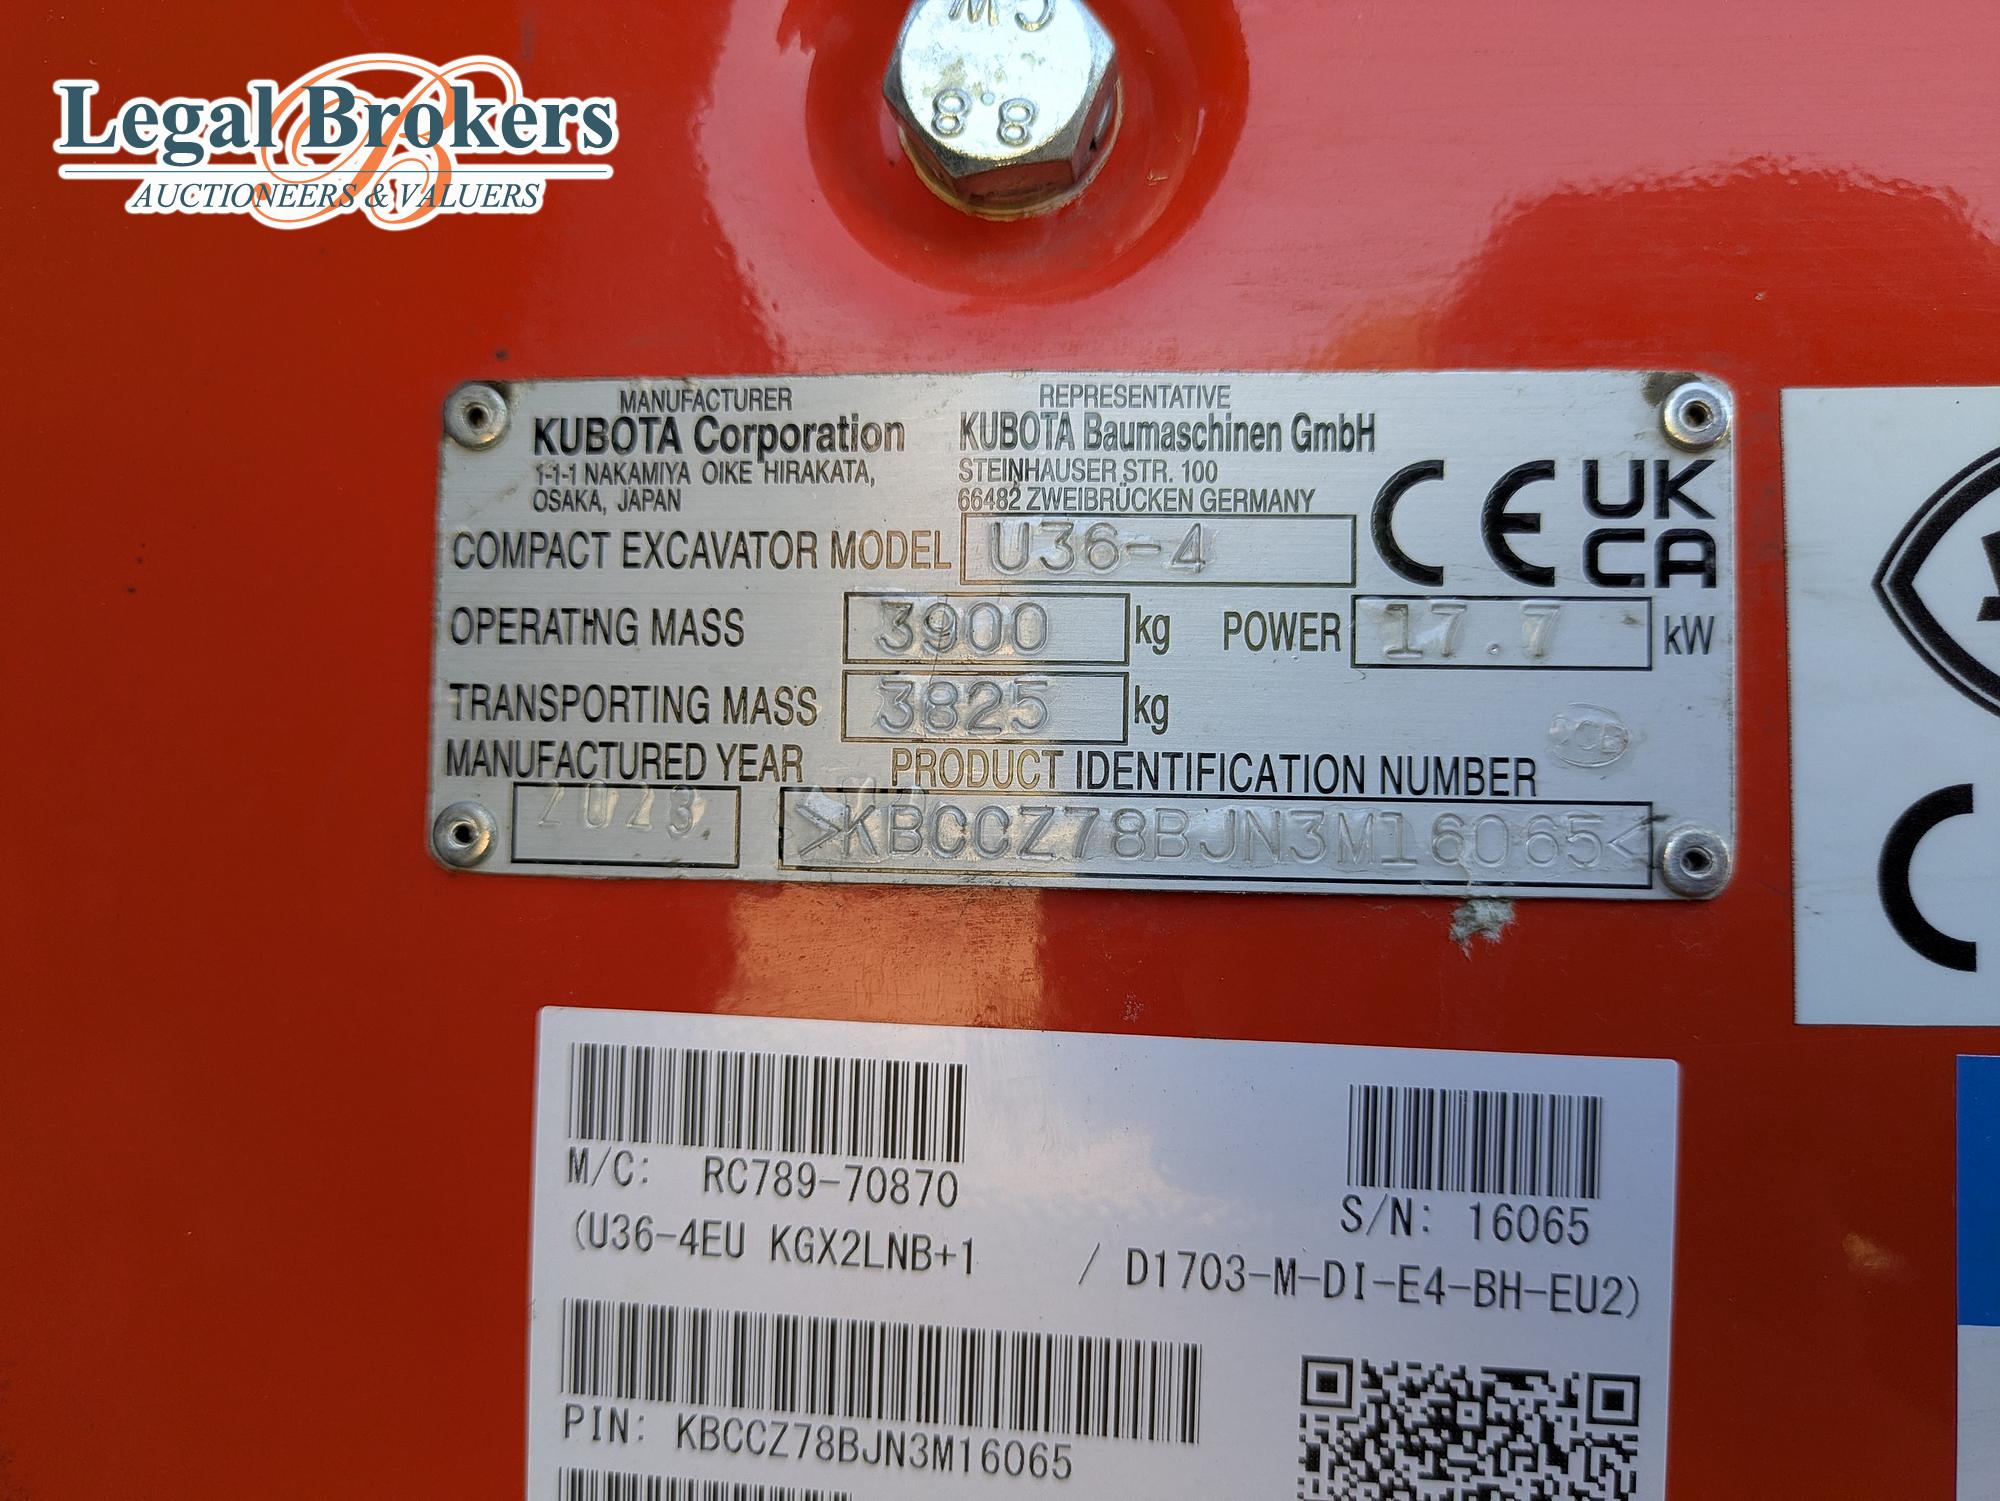 Legal Brokers
AUCTIONEERS & VALUERS
CW
8.8
MANUFACTURER
KUBOTA Corporation
1-1-1 NAKAMIYA OIKE HIRAKATA,
OSAKA, JAPAN
REPRESENTATIVE
KUBOTA Baumaschinen GmbH
STEINHAUSER STR. 100
66482 ZWEIBRÜCKEN GERMANY
CE UK CA
COMPACT EXCAVATOR MODEL U36-4
OPERATING MASS 3900 kg POWER 17.7 kW
TRANSPORTING MASS 3825 kg
MANUFACTURED YEAR PRODUCT IDENTIFICATION NUMBER
2023 >KBCCZ78BJN3M16065<
M/C: RC789-70870
S/N: 16065
(U36-4EU KGX2LNB+1 / D1703-M-DI-E4-BH-EU2)
PIN: KBCCZ78BJN3M16065